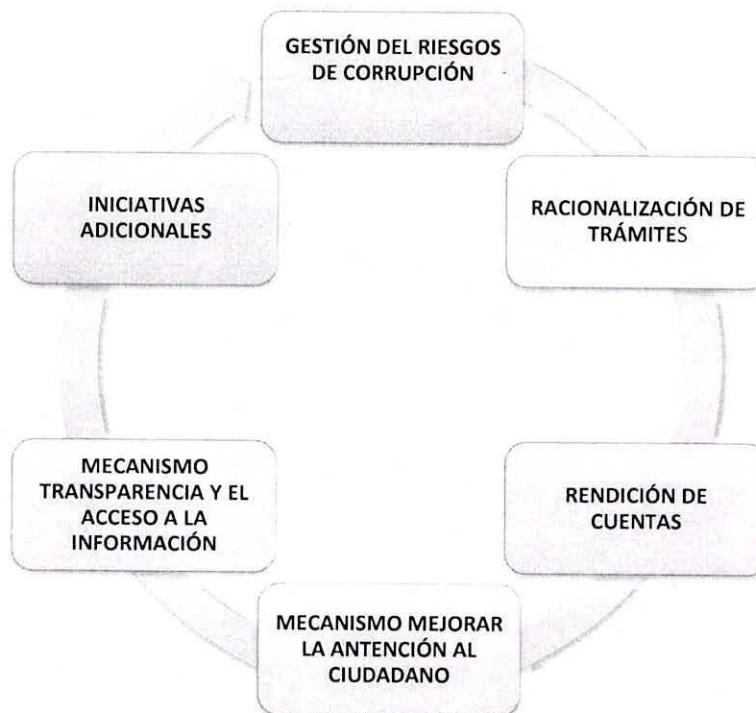 GESTIÓN DEL RIESGOS
DE CORRUPCIÓN
RACIONALIZACIÓN DE
TRÁMITES
RENDICIÓN DE
CUENTAS
MECANISMO MEJORAR
LA ANTENCIÓN AL
CIUDADANO
MECANISMO
TRANSPARENCIA Y EL
ACCESO A LA
INFORMACIÓN
INICIATIVAS
ADICIONALES